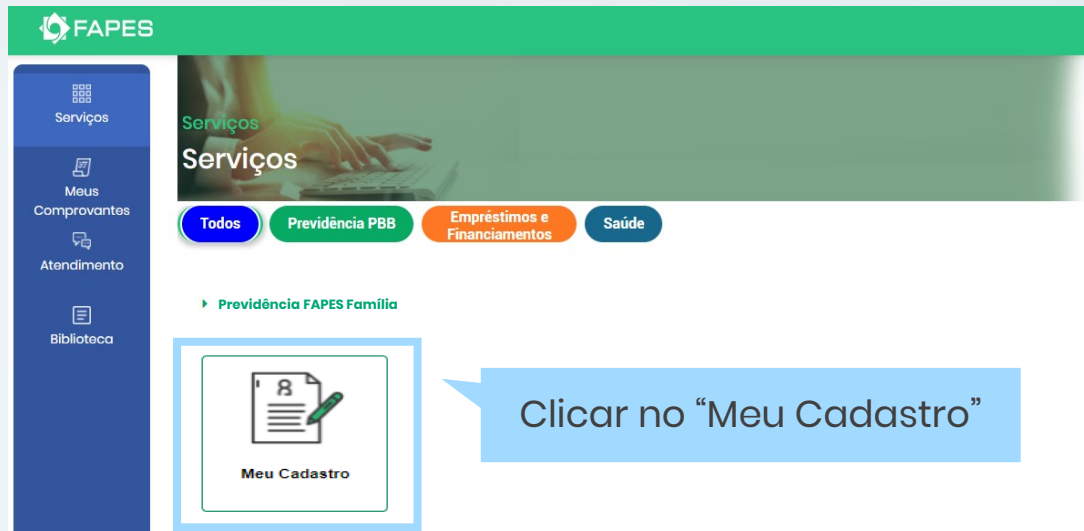 FAPES
Serviços
Meus
Comprovantes
Atendimento
Biblioteca
Serviços
Serviços
Todos
Previdência PBB
Empréstimos e
Financiamentos
Saúde
Previdência FAPES Família
Meu Cadastro
Clicar no “Meu Cadastro”